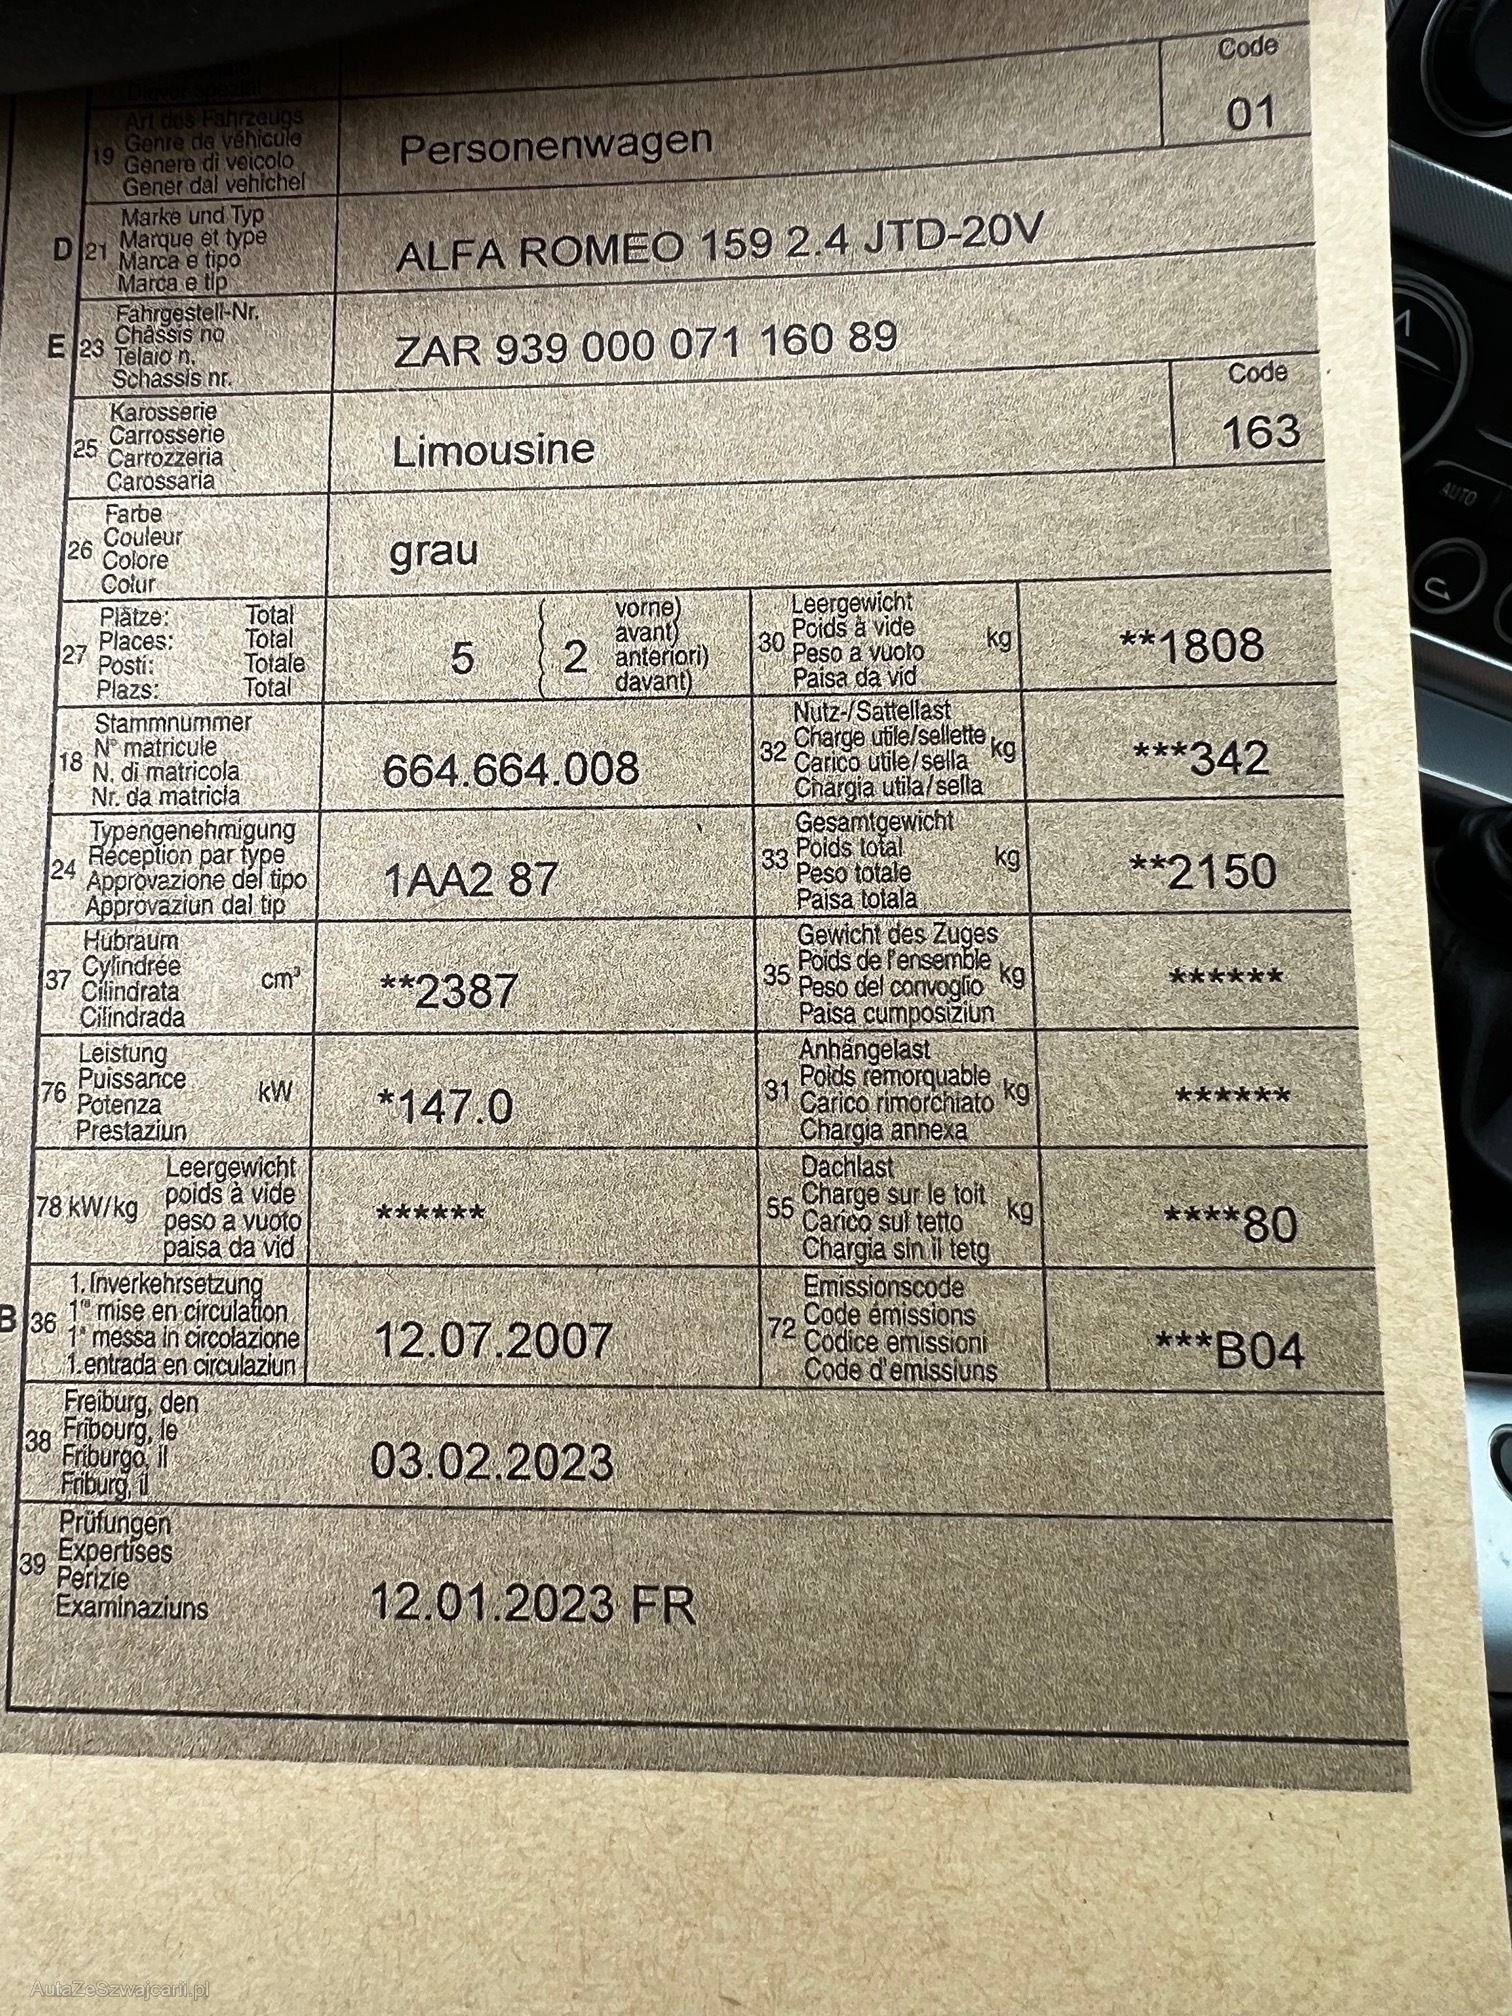 Code
19 Art des Fahrzeugs
Genre de véhicule
Genere di veicolo
Gener dal vehichel
Personenwagen
01
D 21 Marke und Typ
Marque et type
Marca e tipo
Marca e tip
ALFA ROMEO 159 2.4 JTD-20V
E 23 Fahrgestell-Nr.
Châssis no
Telaio n.
Schassis nr.
ZAR 939 000 071 160 89
25 Karosserie
Carrosserie
Carrozzeria
Carossaria
Limousine
Code
163
26 Farbe
Couleur
Colore
Colur
grau
27 Plätze: Total
Places: Total
Posti: Totale
Plazs: Total
5 ( 2 vorne)
avant)
anteriori)
davant)
30 Leergewicht
Poids à vide
Peso a vuoto
Paisa da vid
kg
**1808
18 Stammnummer
N° matricule
N. di matricola
Nr. da matricla
664.664.008
32 Nutz-/Sattellast
Charge utile/sellette
Carico utile/sella
Chargia utila/sella
kg
***342
24 Typengenehmigung
Réception par type
Approvazione del tipo
Approvaziun dal tip
1AA2 87
33 Gesamtgewicht
Poids total
Peso totale
Paisa totala
kg
**2150
37 Hubraum
Cylindrée
Cilindrata
Cilindrada
cm³
**2387
35 Gewicht des Zuges
Poids de l'ensemble
Peso del convoglio
Paisa cumposiziun
kg
******
76 Leistung
Puissance
Potenza
Prestaziun
kW
*147.0
31 Anhängelast
Poids remorquable
Carico rimorchiato
Chargia annexa
kg
******
78 kW/kg Leergewicht
poids à vide
peso a vuoto
paisa da vid
******
55 Dachlast
Charge sur le toit
Carico sul tetto
Chargia sin il tetg
kg
****80
B 36 1. Inverkehrsetzung
1re mise en circulation
1a messa in circolazione
1. entrada en circulaziun
12.07.2007
72 Emissionscode
Code émissions
Codice emissioni
Code d'emissiuns
***B04
38 Freiburg, den
Fribourg, le
Friburgo, il
Friburg, il
03.02.2023
39 Prüfungen
Expertises
Perizie
Examinaziuns
12.01.2023 FR
AUTO
AutaZeSzwajcarii.pl